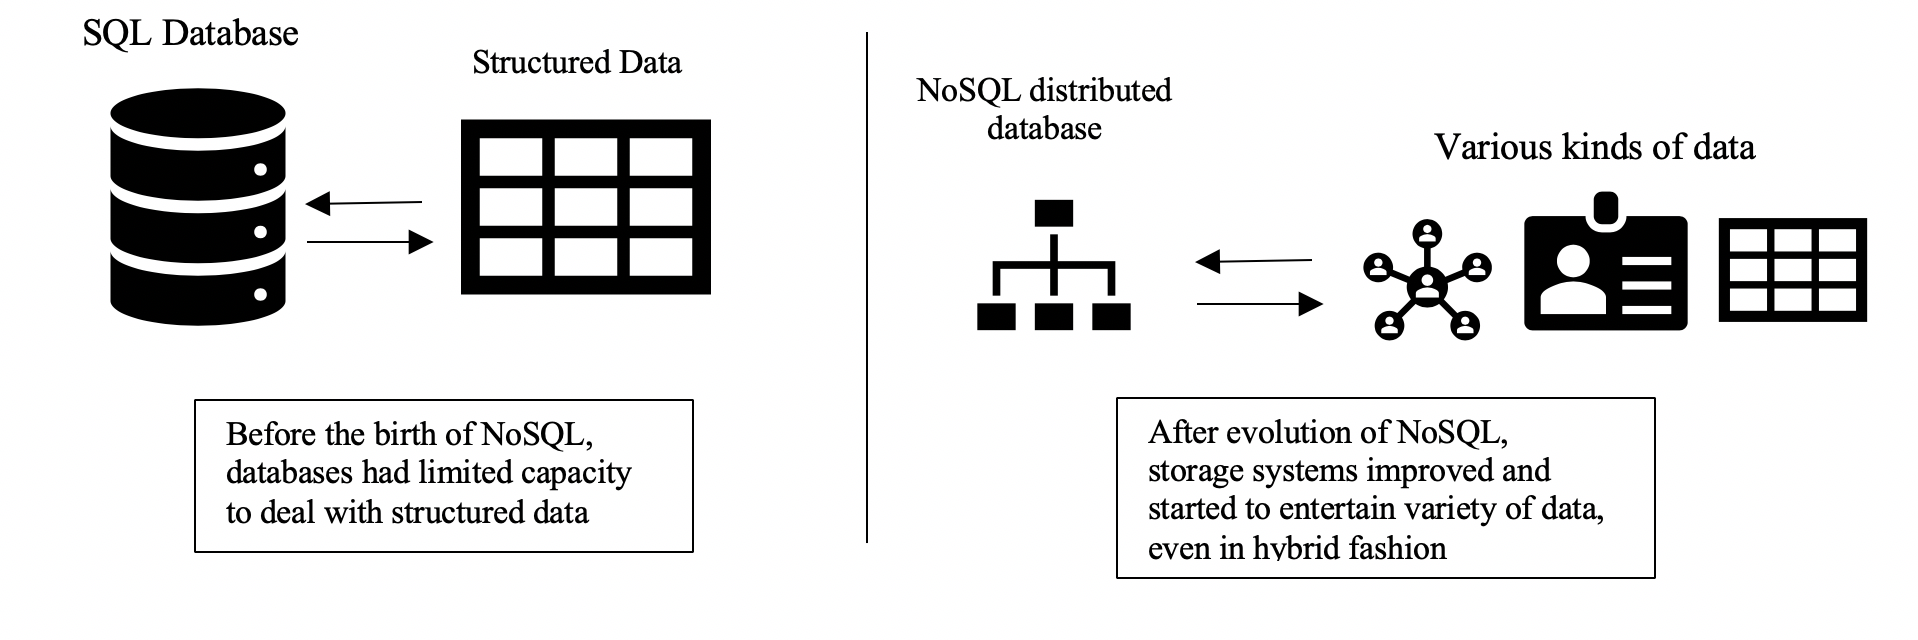 SQL Database
Structured Data
Before the birth of NoSQL,
databases had limited capacity
to deal with structured data
NoSQL distributed
database
Various kinds of data
After evolution of NoSQL,
storage systems improved and
started to entertain variety of data,
even in hybrid fashion